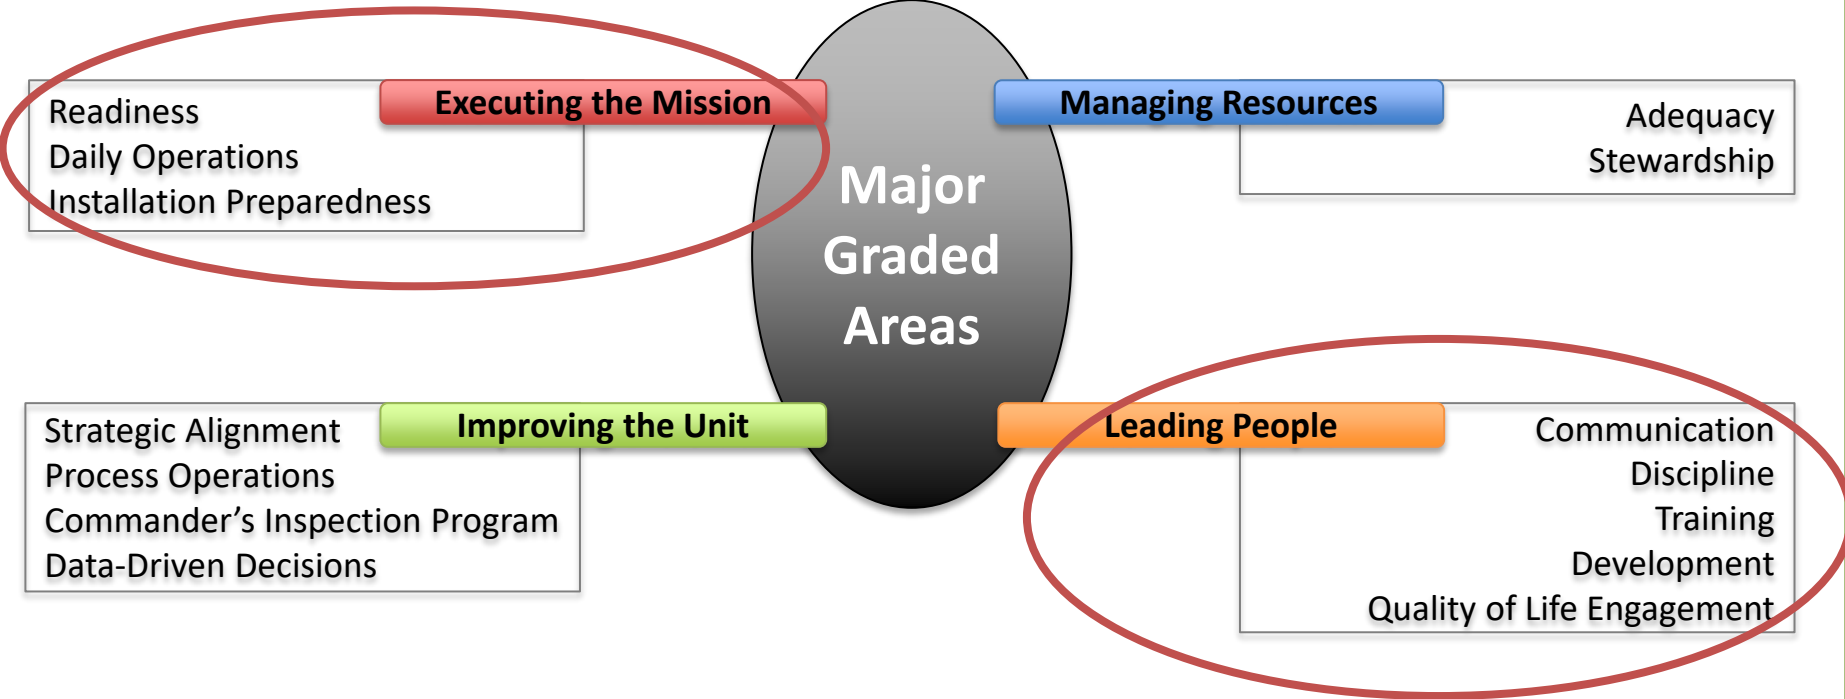 Executing the Mission
Readiness
Daily Operations
Installation Preparedness
Managing Resources
Adequacy
Stewardship
Major
Graded
Areas
Improving the Unit
Strategic Alignment
Process Operations
Commander’s Inspection Program
Data-Driven Decisions
Leading People
Communication
Discipline
Training
Development
Quality of Life Engagement